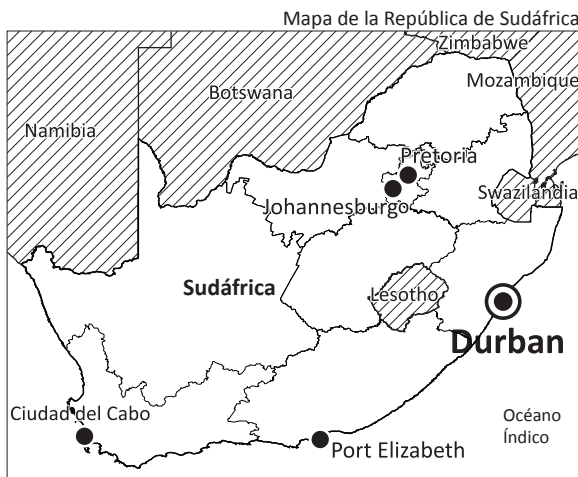 Mapa de la República de Sudáfrica
Zimbabwe
Mozambique
Botswana
Namibia
Pretoria
Swazilandia
Johannesburgo
Sudáfrica
Lesotho
Durban
Ciudad del Cabo
Océano
Índico
Port Elizabeth